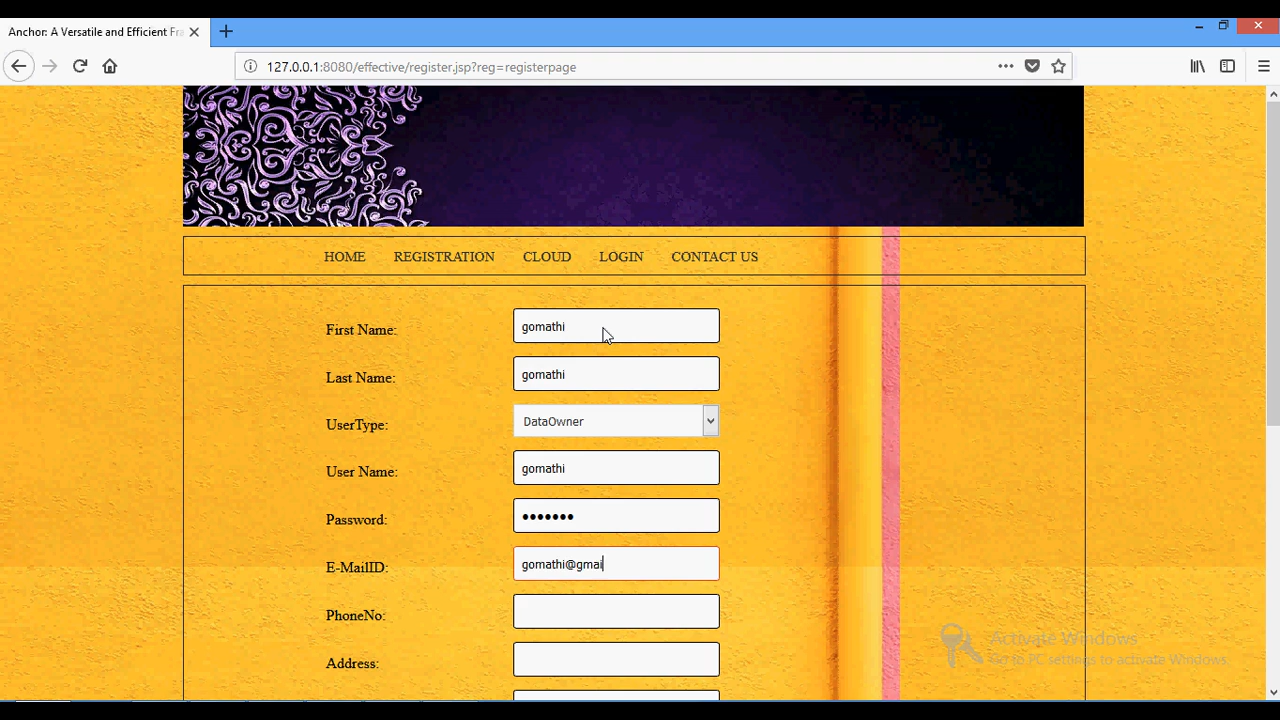 Anchor: A Versatile and Efficient Fra
127.0.0.1:8080/effective/register.jsp?reg=registerpage
HOME REGISTRATION CLOUD LOGIN CONTACT US
First Name: gomathi
Last Name: gomathi
UserType: DataOwner
User Name: gomathi
Password: •••••••
E-MailID: gomathi@gmai
PhoneNo:
Address:
Activate Windows
Go to PC settings to activate Windows.